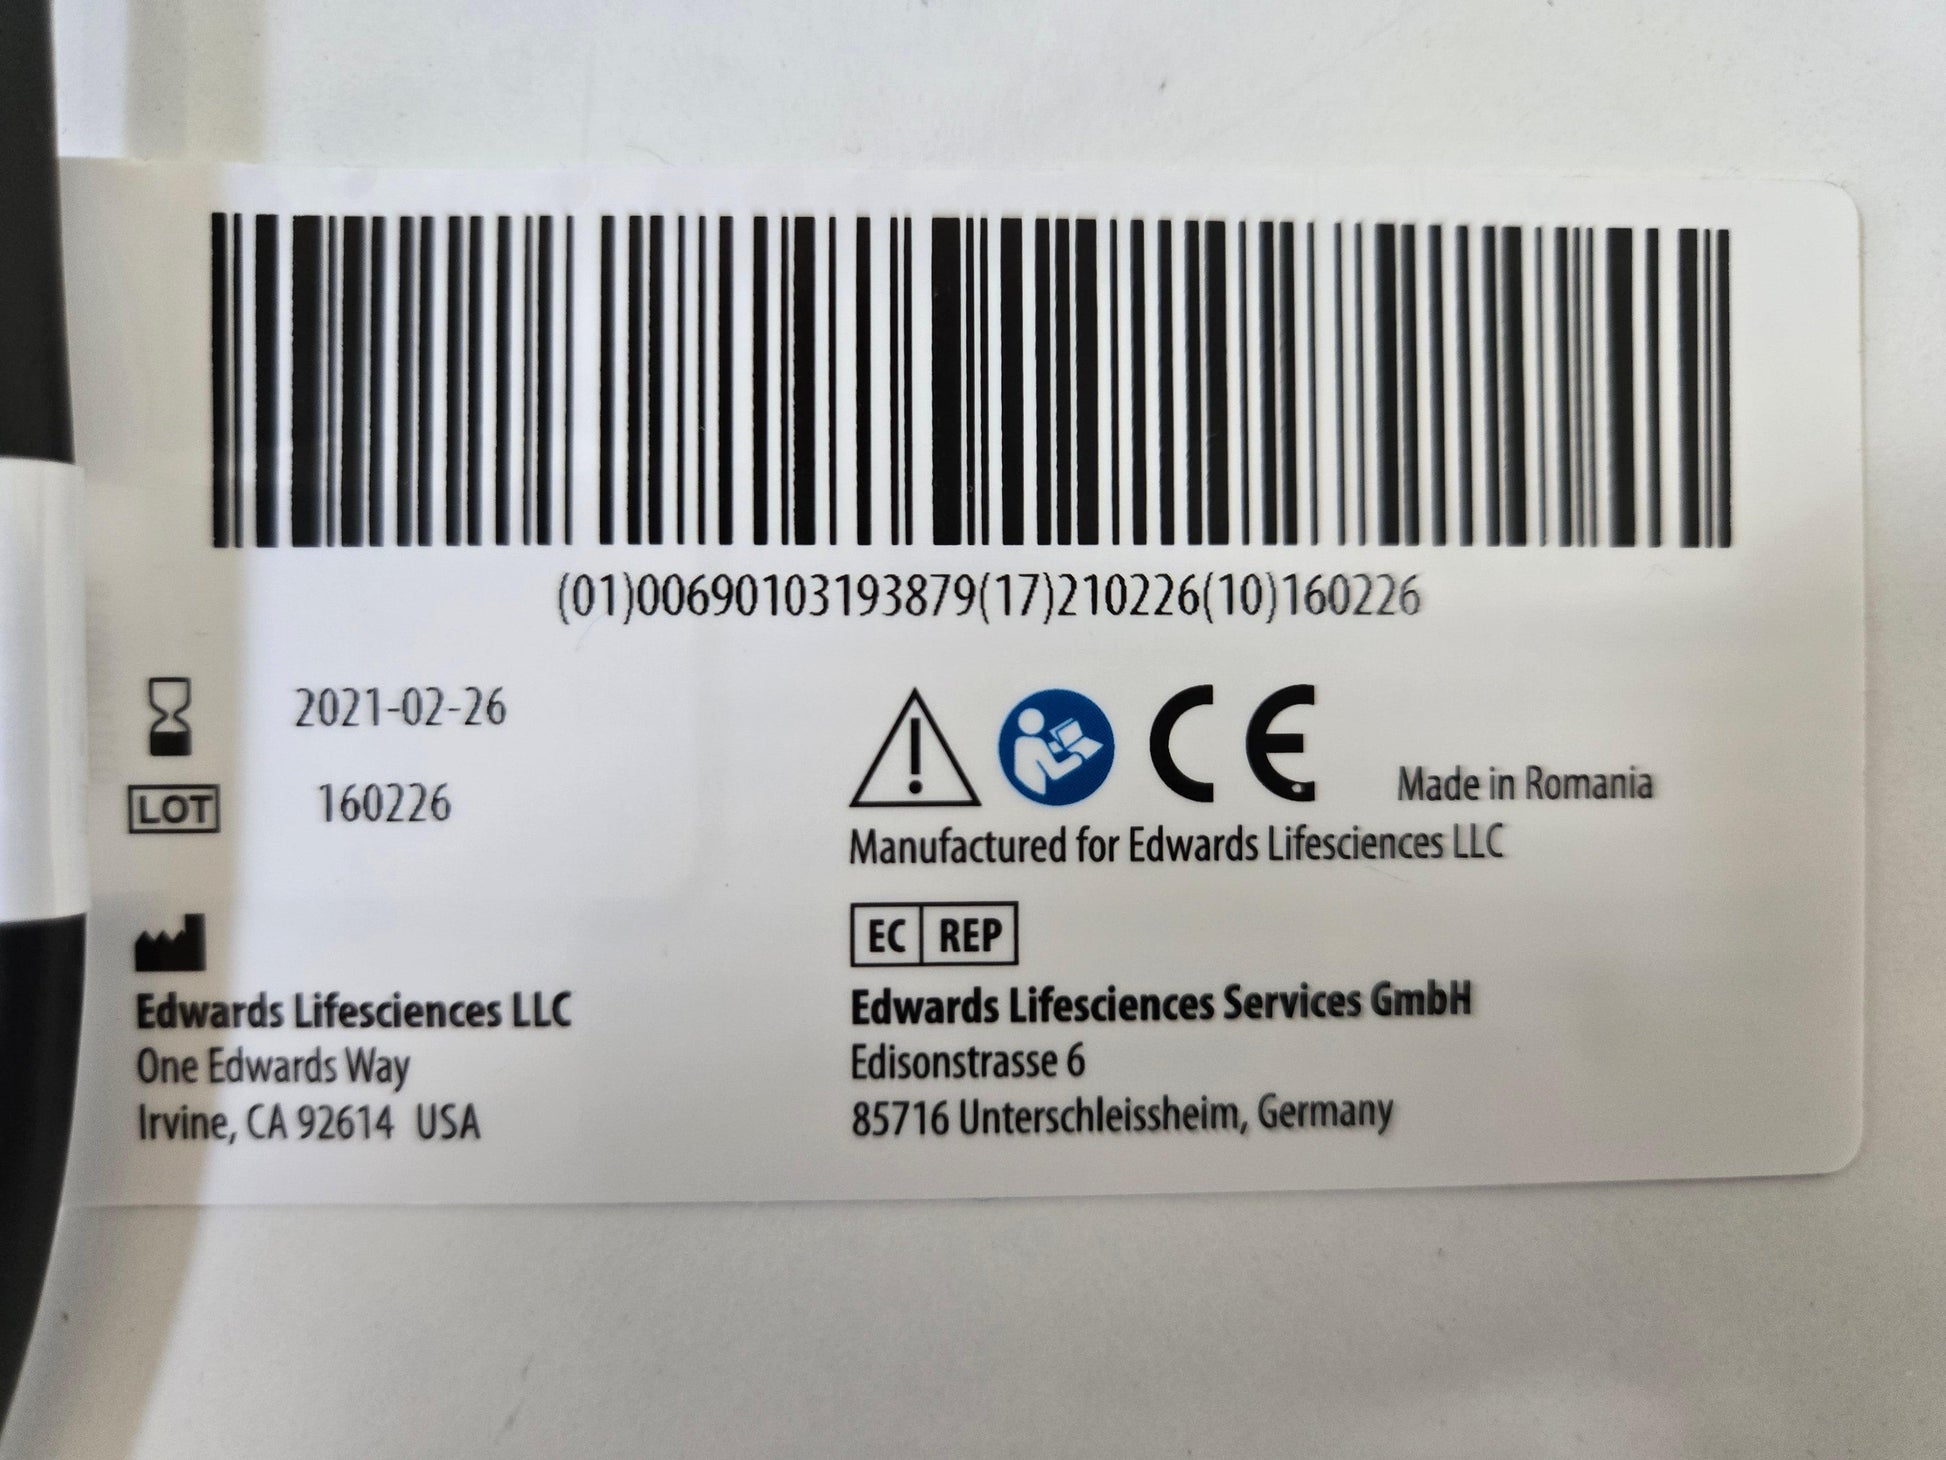 (01)00690103193879(17)210226(10)160226
2021-02-26
LOT 160226
CE Made in Romania
Manufactured for Edwards Lifesciences LLC
Edwards Lifesciences LLC
One Edwards Way
Irvine, CA 92614 USA
EC REP
Edwards Lifesciences Services GmbH
Edisonstrasse 6
85716 Unterschleissheim, Germany